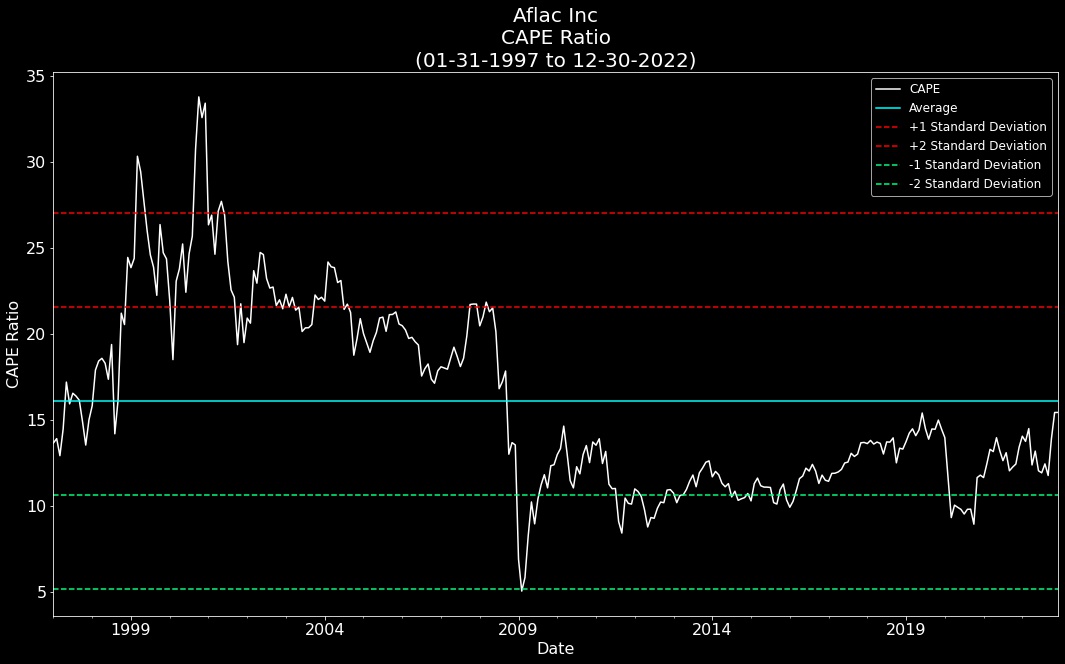 Aflac Inc
CAPE Ratio
(01-31-1997 to 12-30-2022)
CAPE
Average
+1 Standard Deviation
+2 Standard Deviation
-1 Standard Deviation
-2 Standard Deviation
CAPE Ratio
35
30
25
20
15
10
5
1999 2004 2009 2014 2019
Date